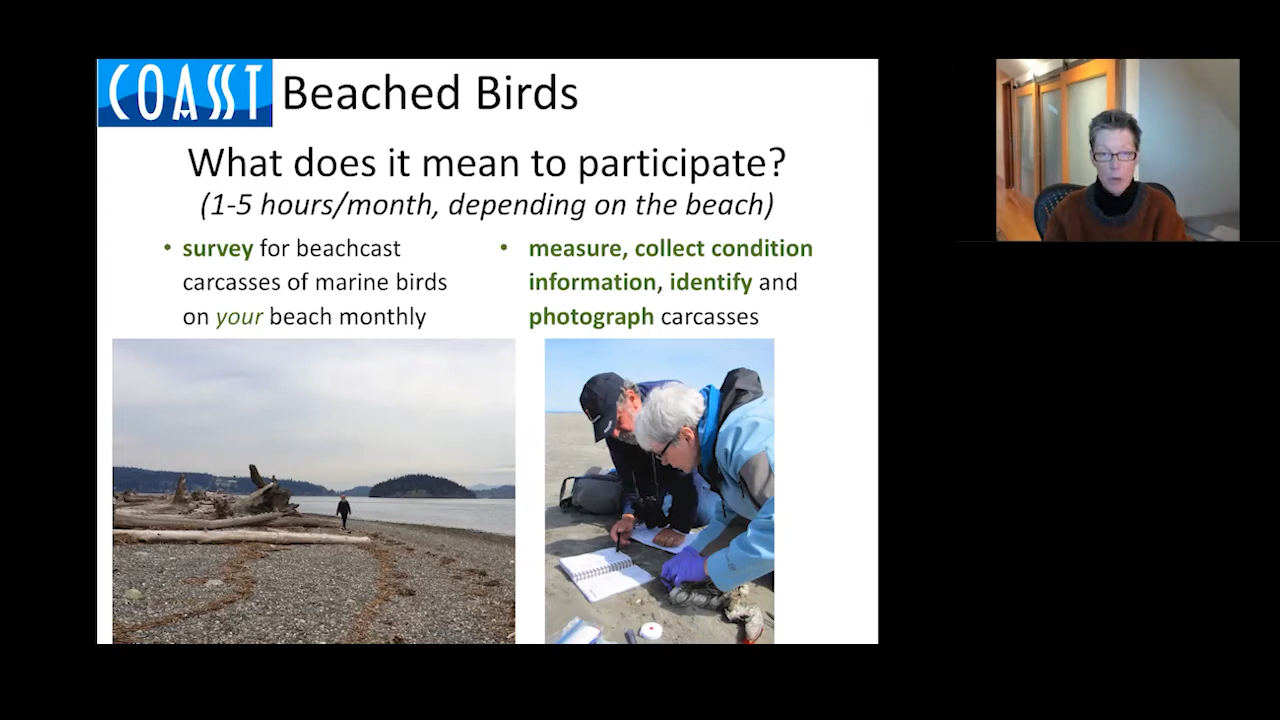 COASST Beached Birds
What does it mean to participate?
(1-5 hours/month, depending on the beach)
• survey for beachcast
carcasses of marine birds
on your beach monthly
• measure, collect condition
information, identify and
photograph carcasses